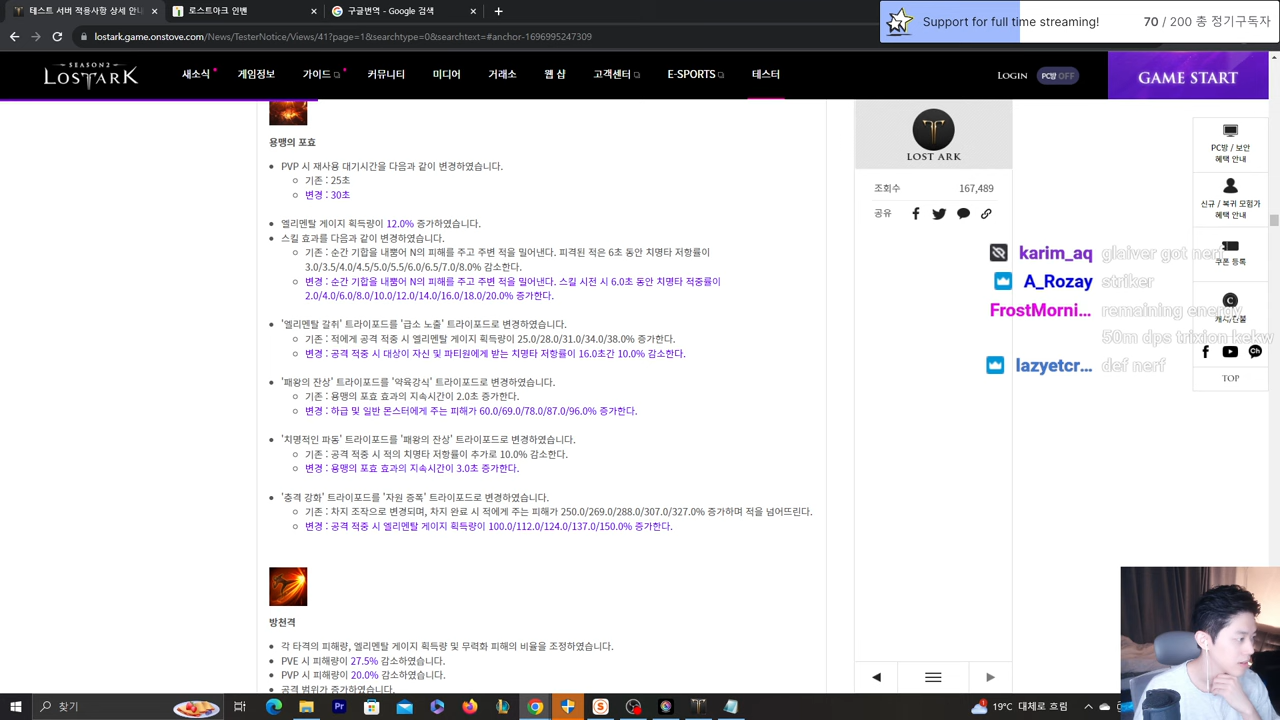 테스트 서버 적용사항 상세 안내
로스트아크 인벤
구글번역 - Google 검색
lostark.game.onstove.com/News/TesterNotice/Views/41?page=1&searchtype=0&searchtext=#anchor-1696995247309
Support for full time streaming!
70 / 200 총 정기구독자
SEASON2
LOSTARK
새소식
게임정보
가이드
커뮤니티
미디어
거래소
웹 샵
고객센터
E-SPORTS
테스터
LOGIN
PC방 OFF
GAME START
용맹의 포효
• PVP 시 재사용 대기시간을 다음과 같이 변경하였습니다.
기존 : 25초
변경 : 30초
• 엘리멘탈 게이지 획득량이 12.0% 증가하였습니다.
• 스킬 효과를 다음과 같이 변경하였습니다.
기존 : 순간 기합을 내뿜어 N의 피해를 주고 주변 적을 밀어낸다. 피격된 적은 6초 동안 치명타 저항률이
3.0/3.5/4.0/4.5/5.0/5.5/6.0/6.5/7.0/8.0% 감소한다.
변경 : 순간 기합을 내뿜어 N의 피해를 주고 주변 적을 밀어낸다. 스킬 시전 시 6.0초 동안 치명타 적중률이
2.0/4.0/6.0/8.0/10.0/12.0/14.0/16.0/18.0/20.0% 증가한다.
• '엘리멘탈 갈취' 트라이포드를 '급소 노출' 트라이포드로 변경하였습니다.
기존 : 적에게 공격 적중 시 엘리멘탈 게이지 획득량이 25.0/28.0/31.0/34.0/38.0% 증가한다.
변경 : 공격 적중 시 대상이 자신 및 파티원에게 받는 치명타 저항률이 16.0초간 10.0% 감소한다.
• '패왕의 잔상' 트라이포드를 '약육강식' 트라이포드로 변경하였습니다.
기존 : 용맹의 포효 효과의 지속시간이 2.0초 증가한다.
변경 : 하급 및 일반 몬스터에게 주는 피해가 60.0/69.0/78.0/87.0/96.0% 증가한다.
• '치명적인 파동' 트라이포드를 '패왕의 잔상' 트라이포드로 변경하였습니다.
기존 : 공격 적중 시 적의 치명타 저항률이 추가로 10.0% 감소한다.
변경 : 용맹의 포효 효과의 지속시간이 3.0초 증가한다.
• '충격 강화' 트라이포드를 '자원 증폭' 트라이포드로 변경하였습니다.
기존 : 차지 조작으로 변경되며, 차지 완료 시 적에게 주는 피해가 250.0/269.0/288.0/307.0/327.0% 증가하며 적을 넘어뜨린다.
변경 : 공격 적중 시 엘리멘탈 게이지 획득량이 100.0/112.0/124.0/137.0/150.0% 증가한다.
방천격
• 각 타격의 피해량, 엘리멘탈 게이지 획득량 및 무력화 피해의 비율을 조정하였습니다.
• PVE 시 피해량이 27.5% 감소하였습니다.
• PVP 시 피해량이 20.0% 감소하였습니다.
• 공격 범위가 증가하였습니다.
LOST ARK
조회수 167,489
공유
karim_aq glaiver got nerf
A_Rozay striker
FrostMorni... remaining energy
50m dps trixion kekw
lazyetcr... def nerf
PC방 / 보안
혜택 안내
신규 / 복귀 모험가
혜택 안내
쿠폰 등록
TOP
찾기
19°C 대체로 흐림